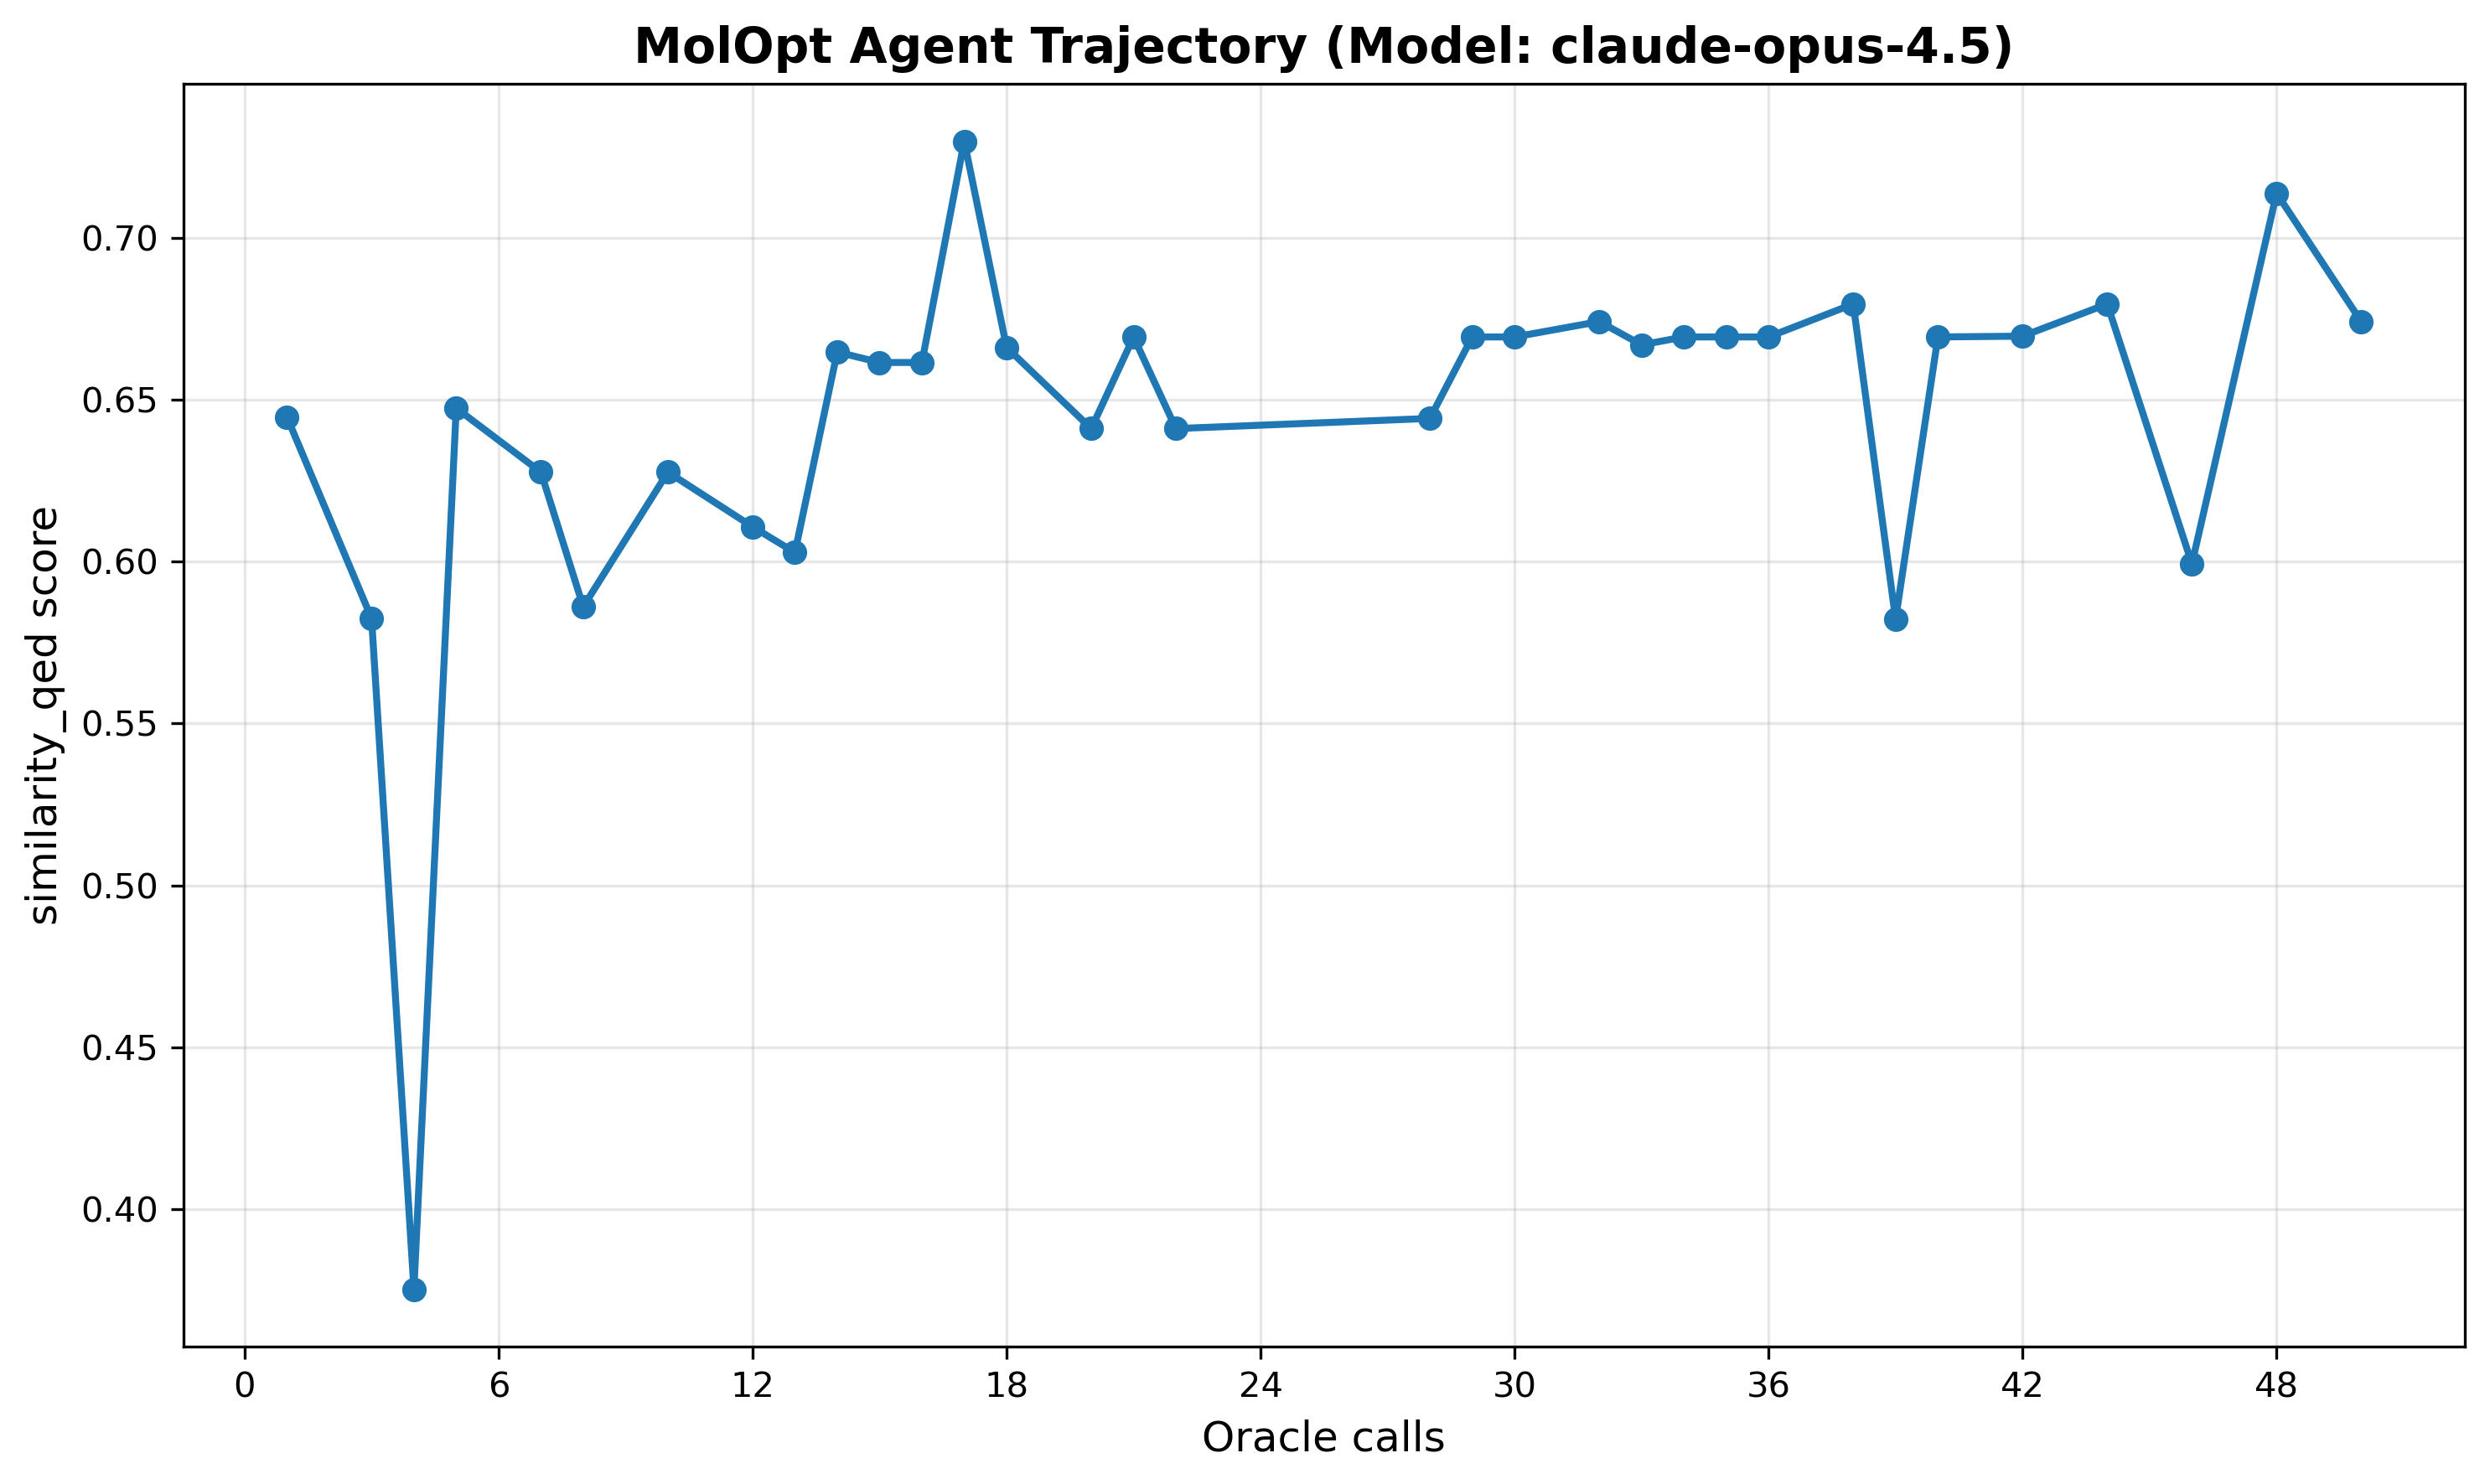 MolOpt Agent Trajectory (Model: claude-opus-4.5)
similarity_qed score
0.70
0.65
0.60
0.55
0.50
0.45
0.40
0 6 12 18 24 30 36 42 48
Oracle calls